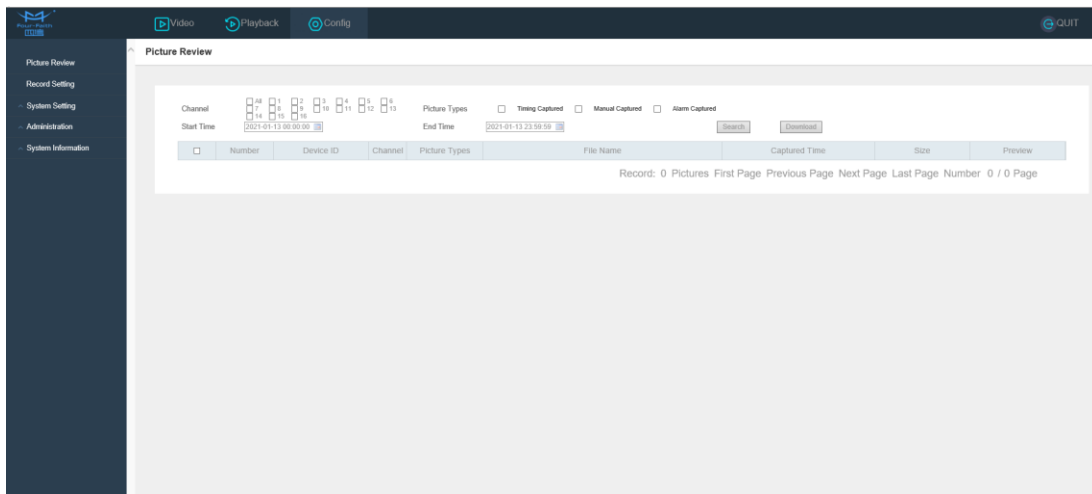 Four-Faith Video Playback Config QUIT
Picture Review
Picture Review
Record Setting
System Setting
Administration
System Information
Channel All 1 2 3 4 5 6
7 8 9 10 11 12 13
14 15 16
Picture Types Timing Captured Manual Captured Alarm Captured
Start Time 2021-01-13 00:00:00 End Time 2021-01-13 23:59:59 Search Download
Number Device ID Channel Picture Types File Name Captured Time Size Preview
Record: 0 Pictures First Page Previous Page Next Page Last Page Number 0 / 0 Page